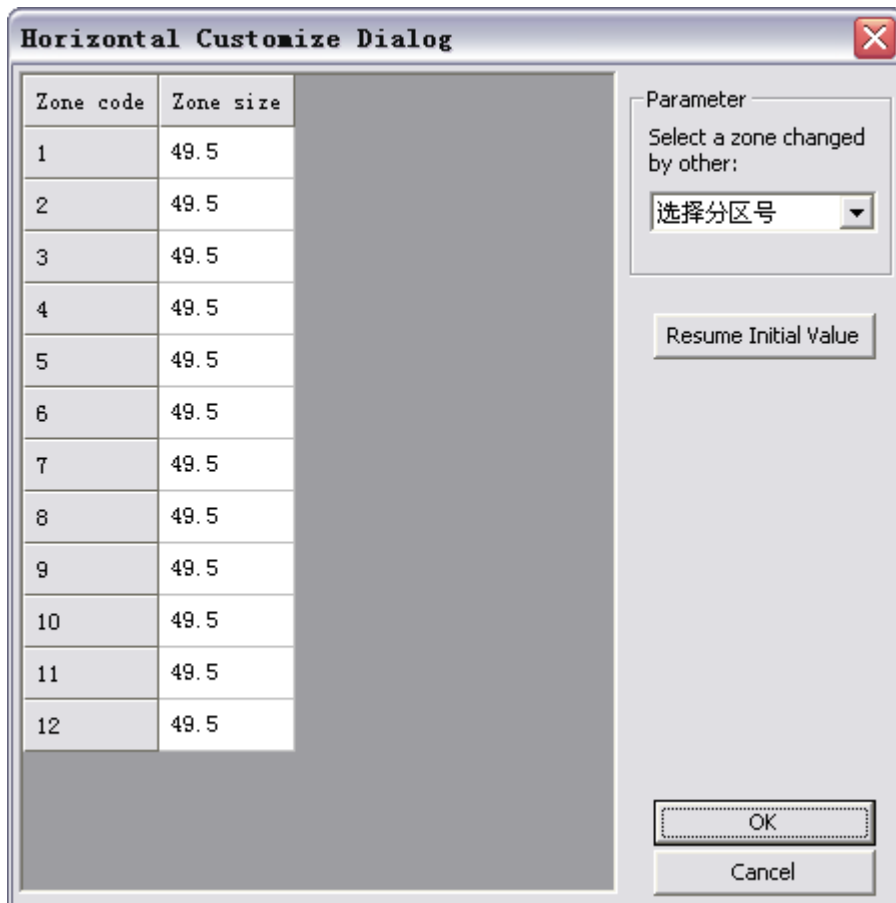 Horizontal Customize Dialog
Zone code Zone size
1 49.5
2 49.5
3 49.5
4 49.5
5 49.5
6 49.5
7 49.5
8 49.5
9 49.5
10 49.5
11 49.5
12 49.5
Parameter
Select a zone changed
by other:
选择分区号
Resume Initial Value
OK
Cancel